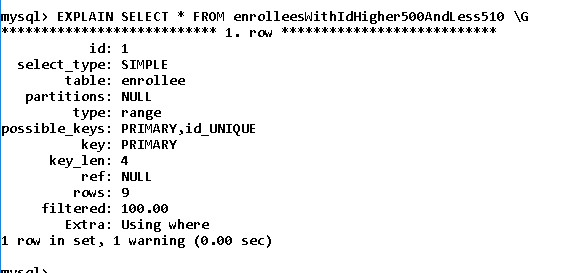 mysql> EXPLAIN SELECT * FROM enrolleesWithIdHigher500AndLess510 \G
*************************** 1. row ***************************
id: 1
select_type: SIMPLE
table: enrollee
partitions: NULL
type: range
possible_keys: PRIMARY,id_UNIQUE
key: PRIMARY
key_len: 4
ref: NULL
rows: 9
filtered: 100.00
Extra: Using where
1 row in set, 1 warning (0.00 sec)
mysql>